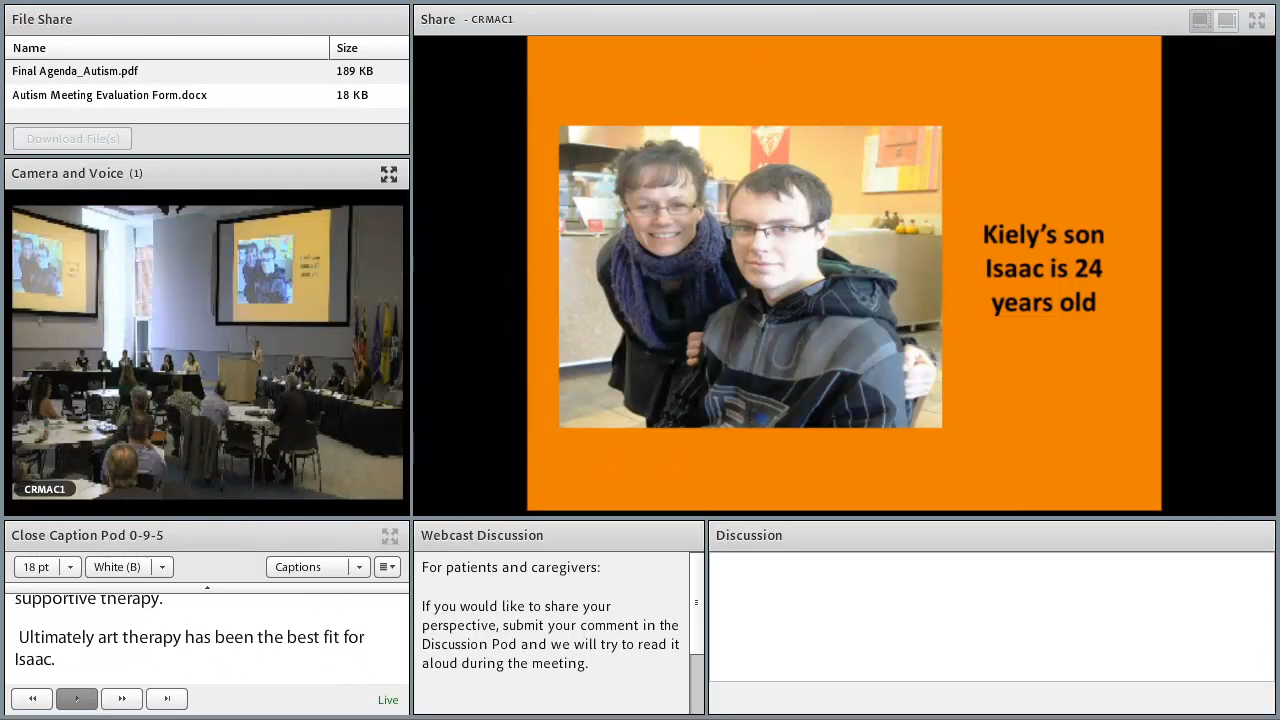 File Share
Name Size
Final Agenda_Autism.pdf 189 KB
Autism Meeting Evaluation Form.docx 18 KB
Download File(s)
Camera and Voice (1)
CRMAC1
Share - CRMAC1
Kiely's son
Isaac is 24
years old
Close Caption Pod 0-9-5
18 pt White (B) Captions
supportive therapy.
Ultimately art therapy has been the best fit for
Isaac.
Live
Webcast Discussion
For patients and caregivers:
If you would like to share your
perspective, submit your comment in the
Discussion Pod and we will try to read it
aloud during the meeting.
Discussion